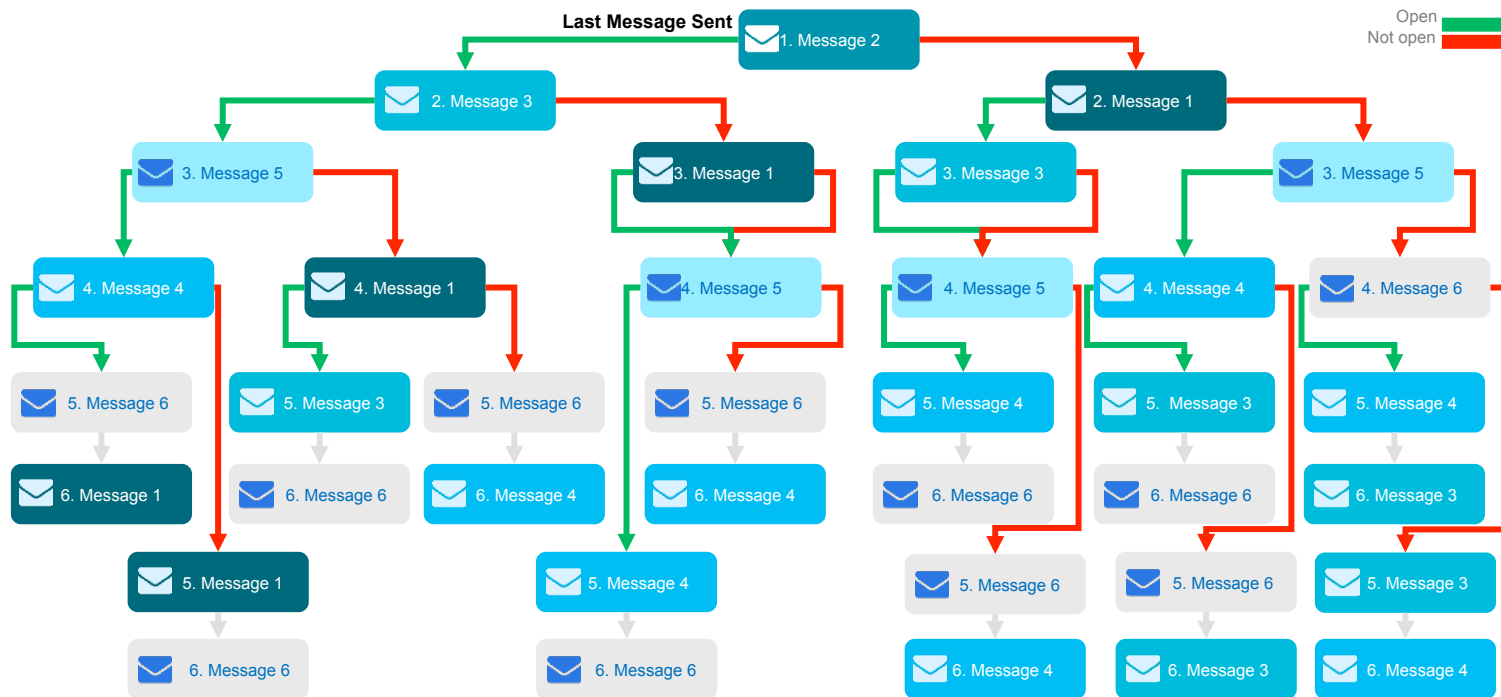 Last Message Sent
1. Message 2
Open
Not open
2. Message 3
2. Message 1
3. Message 5
3. Message 1
3. Message 3
3. Message 5
4. Message 4
4. Message 1
4. Message 5
4. Message 5
4. Message 4
4. Message 6
5. Message 6
5. Message 3
5. Message 6
5. Message 6
5. Message 4
5. Message 3
5. Message 4
6. Message 1
6. Message 6
6. Message 4
6. Message 4
6. Message 6
6. Message 6
6. Message 3
5. Message 1
5. Message 4
5. Message 6
5. Message 6
5. Message 3
6. Message 6
6. Message 6
6. Message 4
6. Message 3
6. Message 4